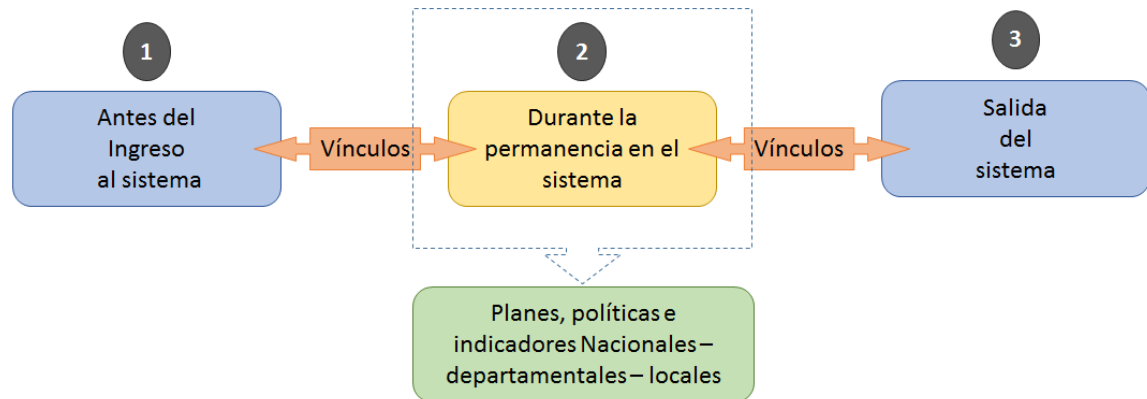 1
Antes del
Ingreso
al sistema
Vínculos
2
Durante la
permanencia en el
sistema
Vínculos
3
Salida
del
sistema
Planes, políticas e
indicadores Nacionales –
departamentales – locales